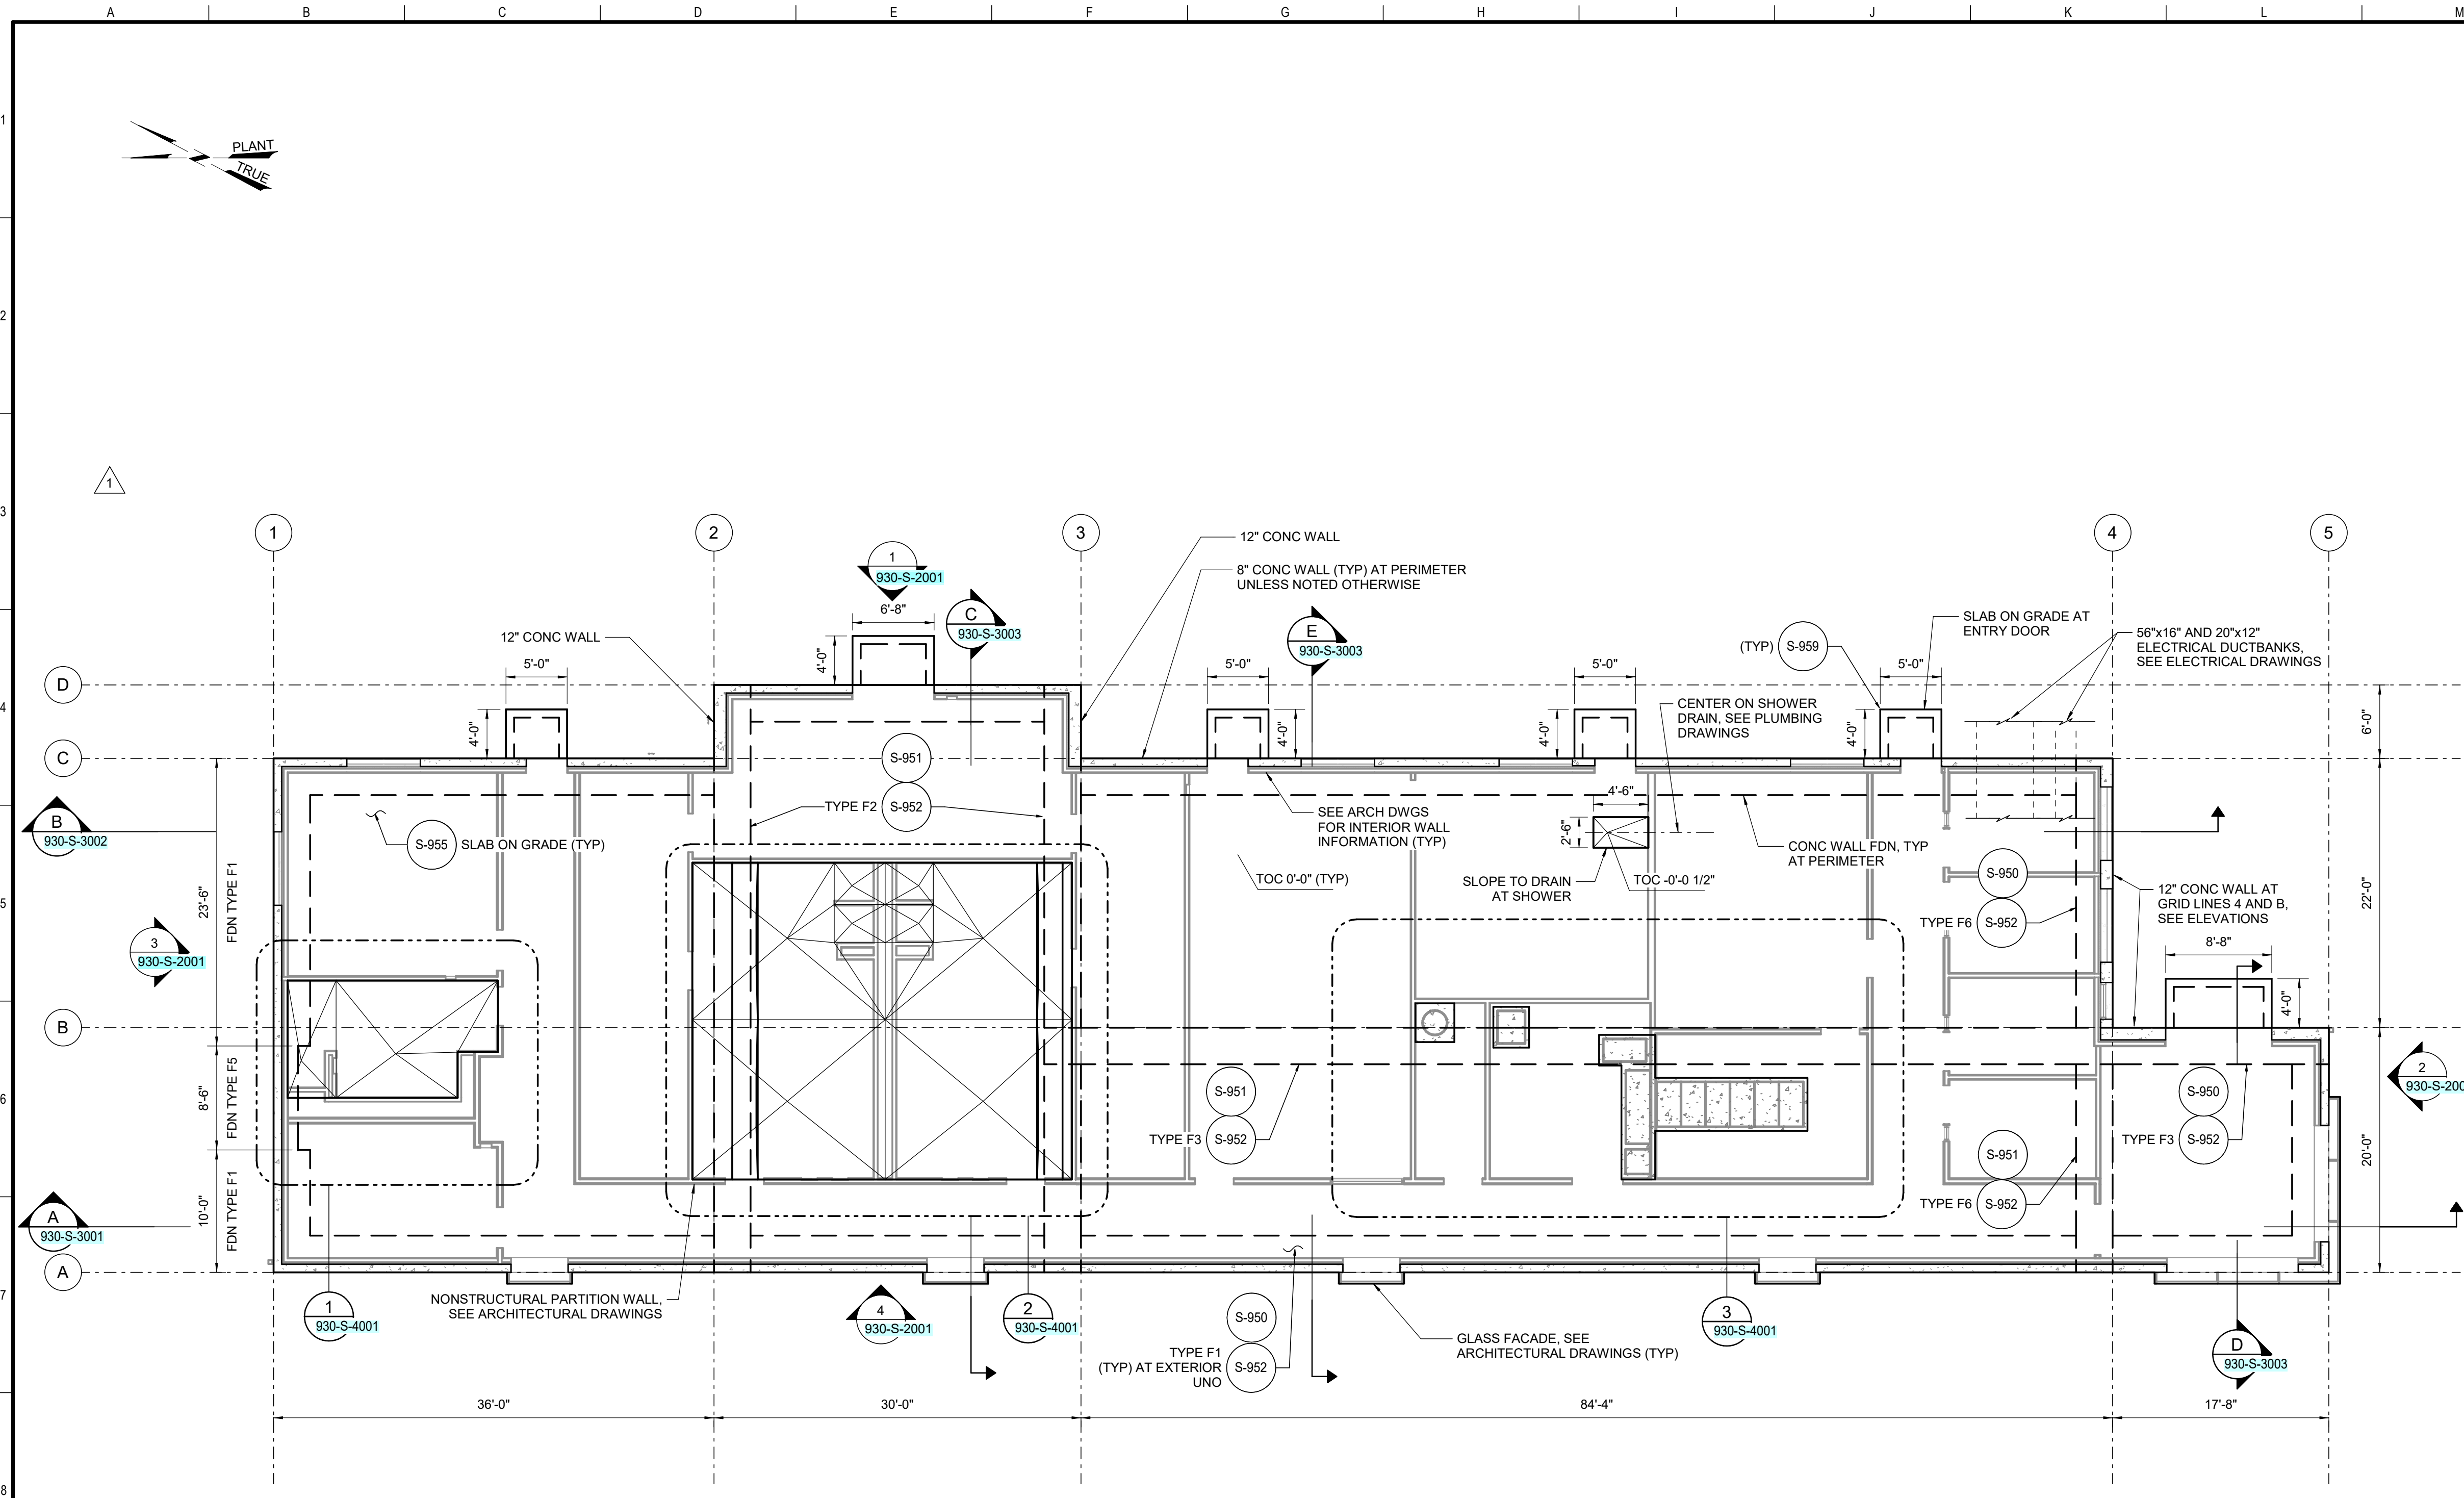 A B C D E F G H I J K L M
1
PLANT
TRUE
2
1
3
1 2 3 4 5
12" CONC WALL
8" CONC WALL (TYP) AT PERIMETER
UNLESS NOTED OTHERWISE
1
930-S-2001
6'-8"
C
930-S-3003
E
930-S-3003
12" CONC WALL
4'-0"
5'-0"
4'-0"
5'-0"
4'-0"
5'-0"
4'-0"
(TYP) S-959
5'-0"
4'-0"
SLAB ON GRADE AT
ENTRY DOOR
56"x16" AND 20"x12"
ELECTRICAL DUCTBANKS,
SEE ELECTRICAL DRAWINGS
D
4
CENTER ON SHOWER
DRAIN, SEE PLUMBING
DRAWINGS
6'-0"
C
S-951
TYPE F2 S-952
4'-6"
2'-6"
SEE ARCH DWGS
FOR INTERIOR WALL
INFORMATION (TYP)
B
930-S-3002
S-955 SLAB ON GRADE (TYP)
CONC WALL FDN, TYP
AT PERIMETER
TOC 0'-0" (TYP)
SLOPE TO DRAIN
AT SHOWER
TOC -0'-0 1/2"
S-950
TYPE F6 S-952
12" CONC WALL AT
GRID LINES 4 AND B,
SEE ELEVATIONS
5
23'-6"
FDN TYPE F1
22'-0"
3
930-S-2001
8'-8"
4'-0"
B
8'-6"
FDN TYPE F5
6
S-951
TYPE F3 S-952
S-950
TYPE F3 S-952
2
930-S-200
S-951
TYPE F6 S-952
20'-0"
10'-0"
FDN TYPE F1
A
930-S-3001
A
7
NONSTRUCTURAL PARTITION WALL,
SEE ARCHITECTURAL DRAWINGS
1
930-S-4001
4
930-S-2001
2
930-S-4001
S-950
TYPE F1
(TYP) AT EXTERIOR
UNO
S-952
GLASS FACADE, SEE
ARCHITECTURAL DRAWINGS (TYP)
3
930-S-4001
D
930-S-3003
36'-0" 30'-0" 84'-4" 17'-8"
8